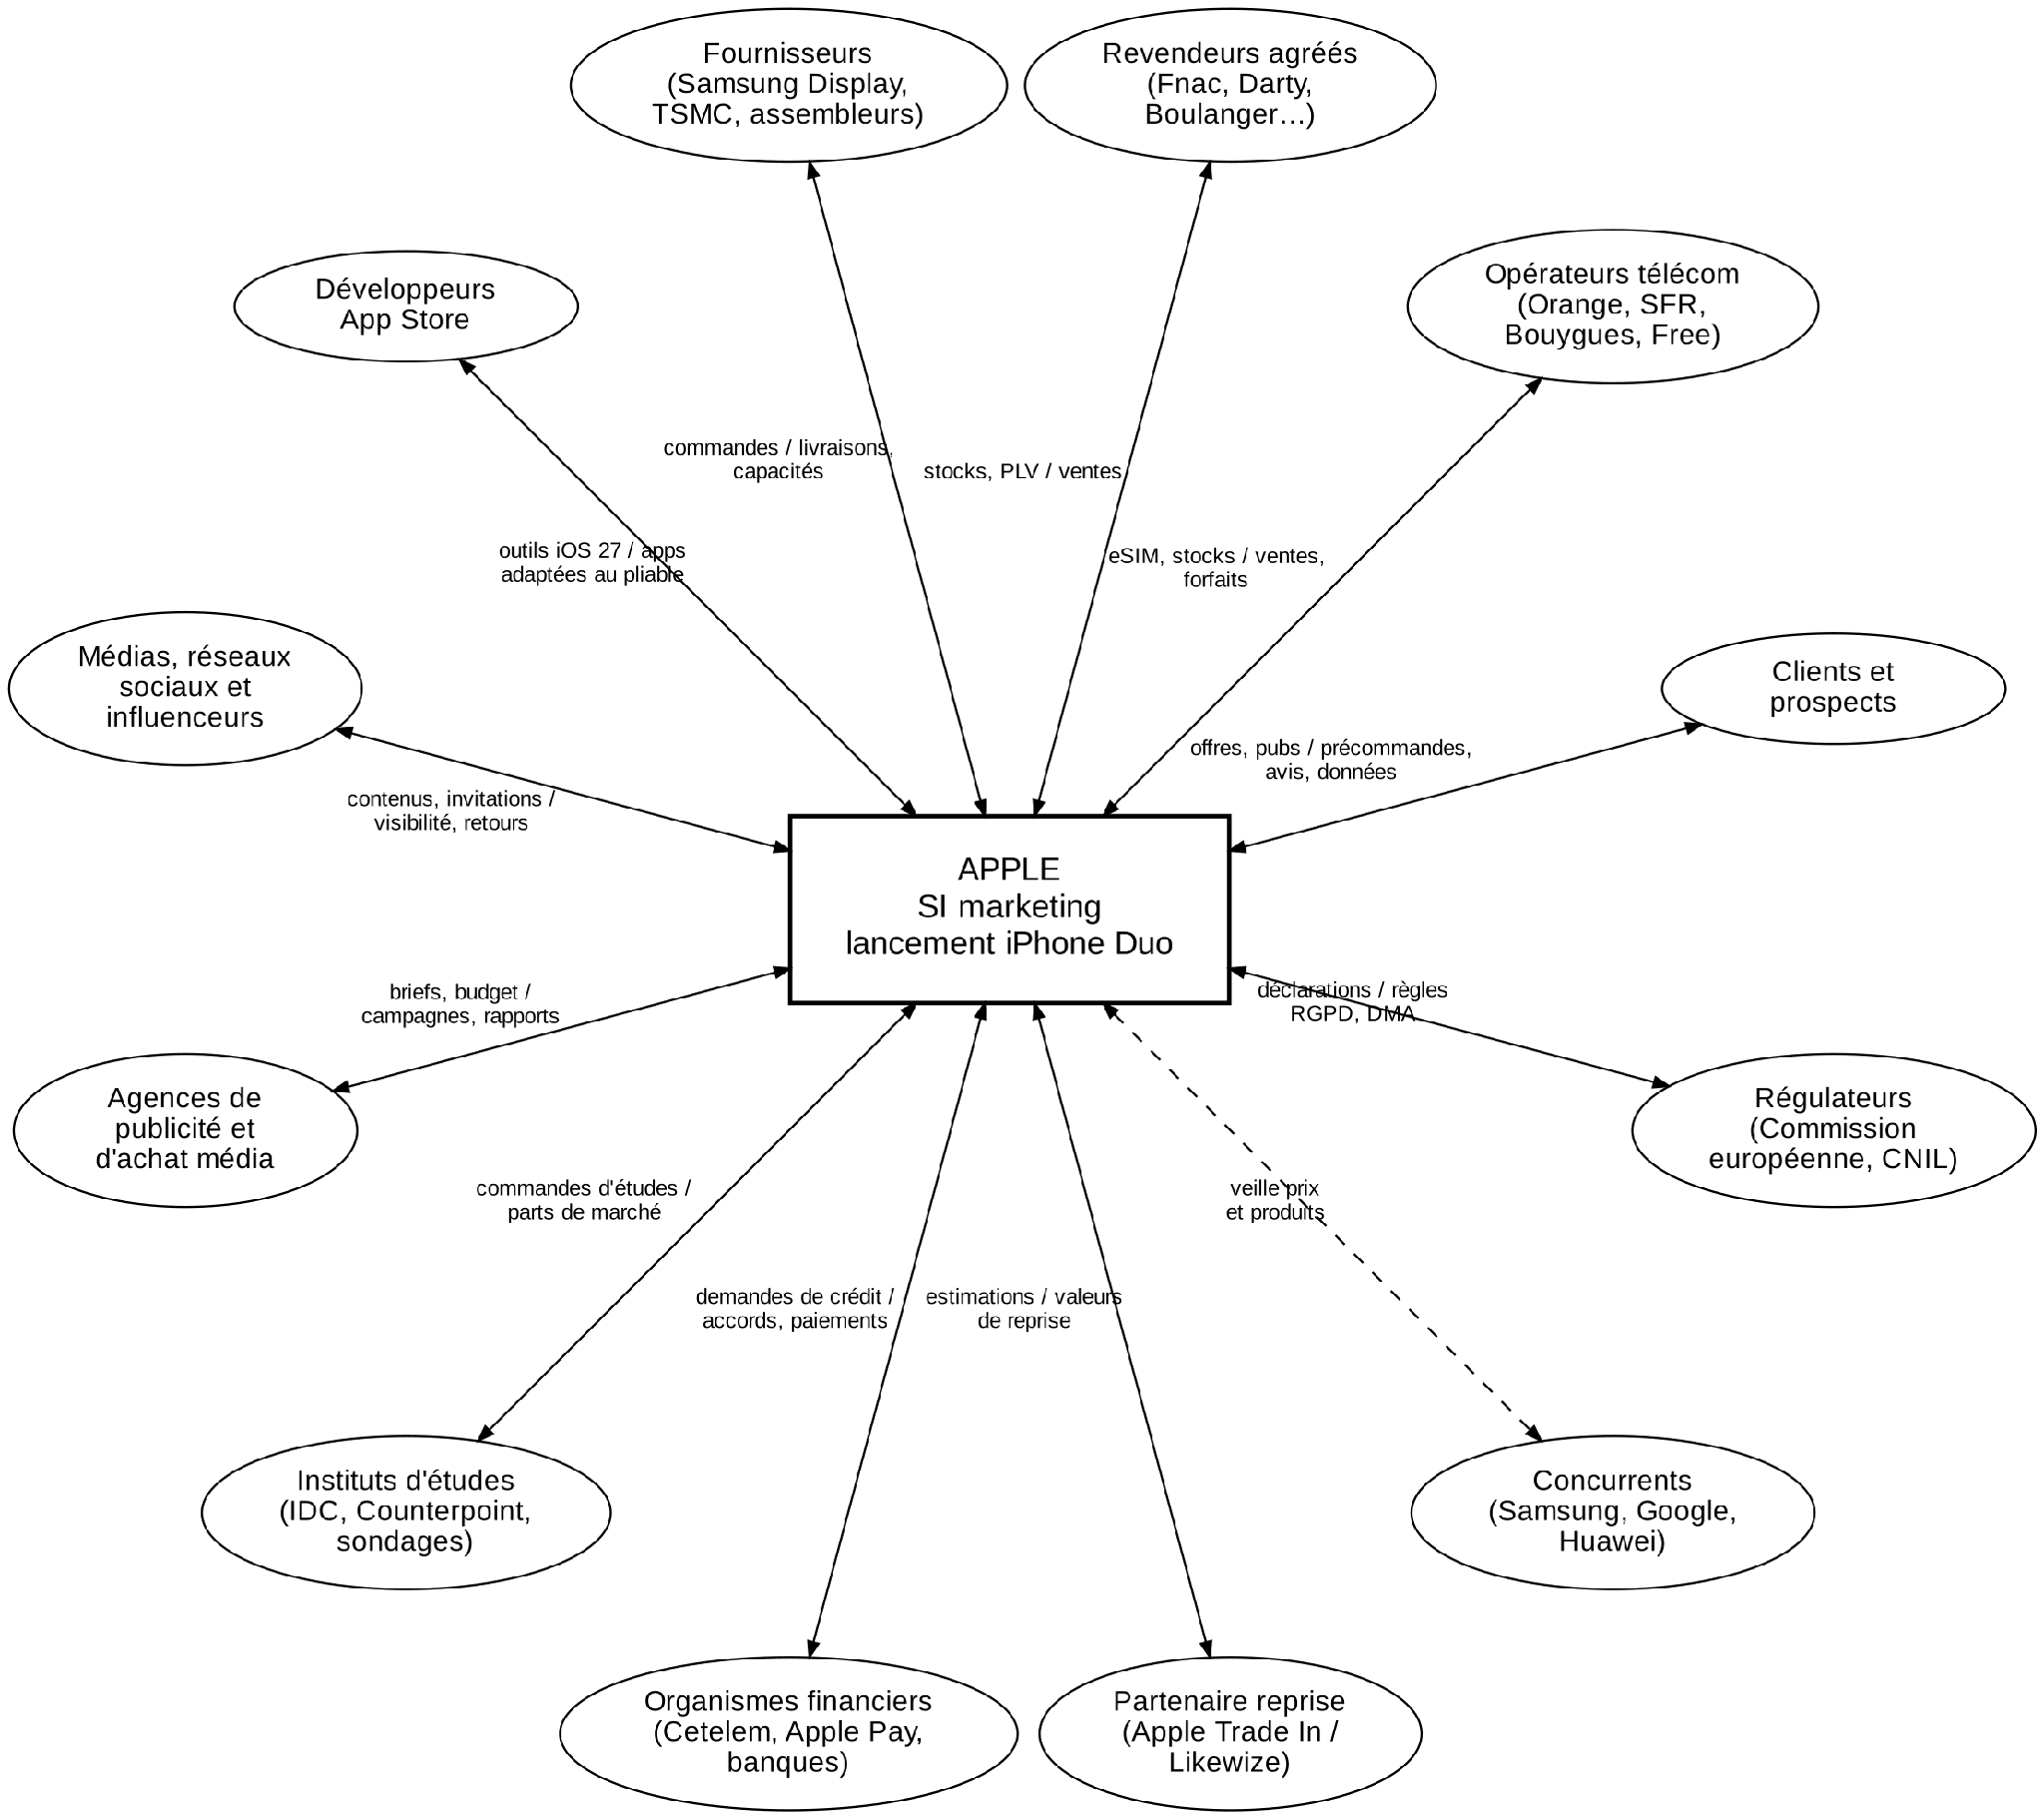 Fournisseurs
(Samsung Display,
TSMC, assembleurs)
Revendeurs agréés
(Fnac, Darty,
Boulanger…)
Développeurs
App Store
Opérateurs télécom
(Orange, SFR,
Bouygues, Free)
commandes / livraisons,
capacités
stocks, PLV / ventes
outils iOS 27 / apps
adaptées au pliable
eSIM, stocks / ventes,
forfaits
Médias, réseaux
sociaux et
influenceurs
Clients et
prospects
contenus, invitations /
visibilité, retours
offres, pubs / précommandes,
avis, données
APPLE
SI marketing
lancement iPhone Duo
briefs, budget /
campagnes, rapports
déclarations / règles
RGPD, DMA
Agences de
publicité et
d'achat média
Régulateurs
(Commission
européenne, CNIL)
commandes d'études /
parts de marché
veille prix
et produits
demandes de crédit /
accords, paiements
estimations / valeurs
de reprise
Instituts d'études
(IDC, Counterpoint,
sondages)
Concurrents
(Samsung, Google,
Huawei)
Organismes financiers
(Cetelem, Apple Pay,
banques)
Partenaire reprise
(Apple Trade In /
Likewize)